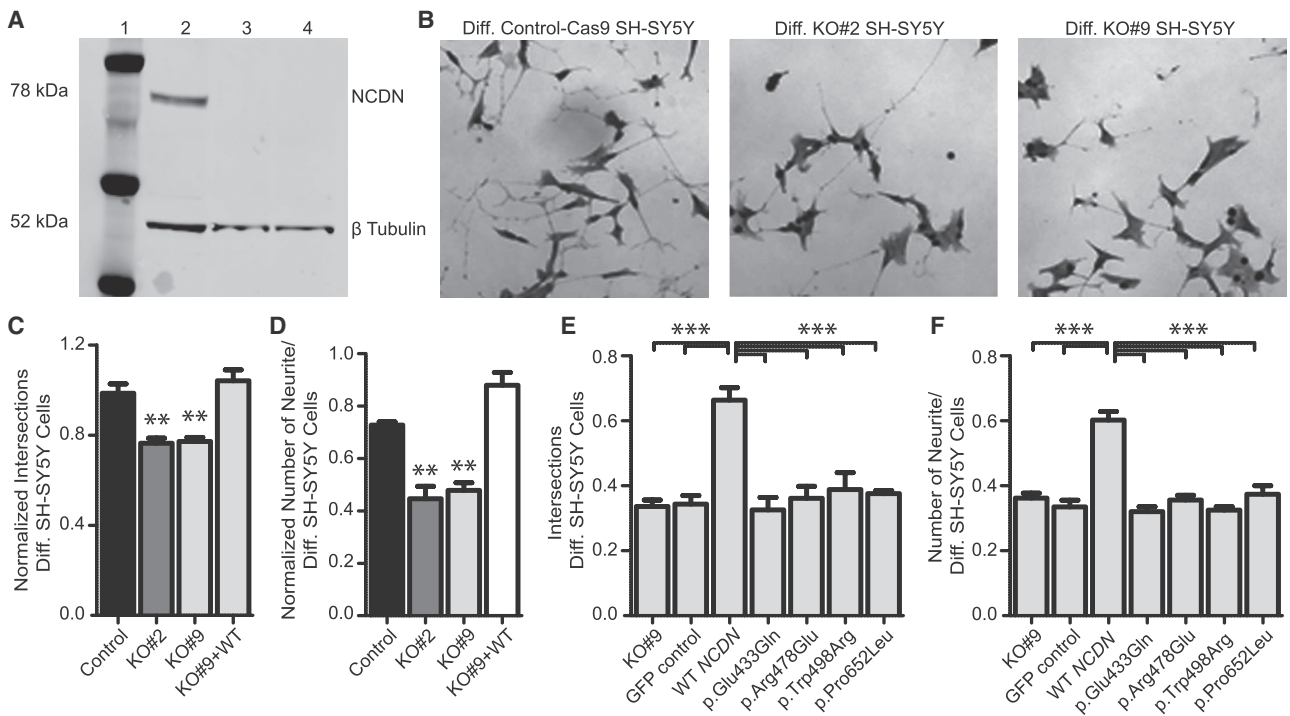 A
1 2 3 4
78 kDa
NCDN
52 kDa
β Tubulin
B
Diff. Control-Cas9 SH-SY5Y
Diff. KO#2 SH-SY5Y
Diff. KO#9 SH-SY5Y
C
Normalized Intersections
Diff. SH-SY5Y Cells
1.2
0.8
0.4
0.0
**
**
Control
KO#2
KO#9
KO#9+WT
D
Normalized Number of Neurite/
Diff. SH-SY5Y Cells
1.0
0.8
0.6
0.4
0.2
0.0
**
**
Control
KO#2
KO#9
KO#9+WT
E
Intersections
Diff. SH-SY5Y Cells
0.8
0.6
0.4
0.2
0.0
***
***
KO#9
GFP control
WT NCDN
p.Glu433Gln
p.Arg478Glu
p.Trp498Arg
p.Pro652Leu
F
Number of Neurite/
Diff. SH-SY5Y Cells
0.8
0.6
0.4
0.2
0.0
***
***
KO#9
GFP control
WT NCDN
p.Glu433Gln
p.Arg478Glu
p.Trp498Arg
p.Pro652Leu